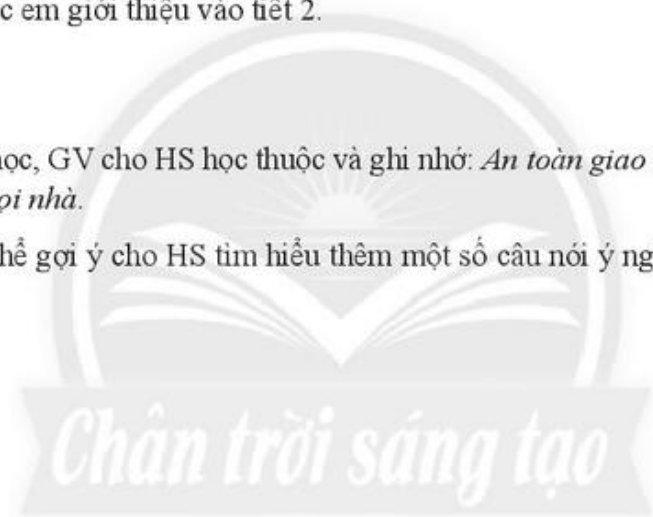 c em giới thiệu vào tiết 2.
học, GV cho HS học thuộc và ghi nhớ: An toàn giao
ọi nhà.
hể gợi ý cho HS tìm hiểu thêm một số câu nói ý ng
Chân trời sáng tạo